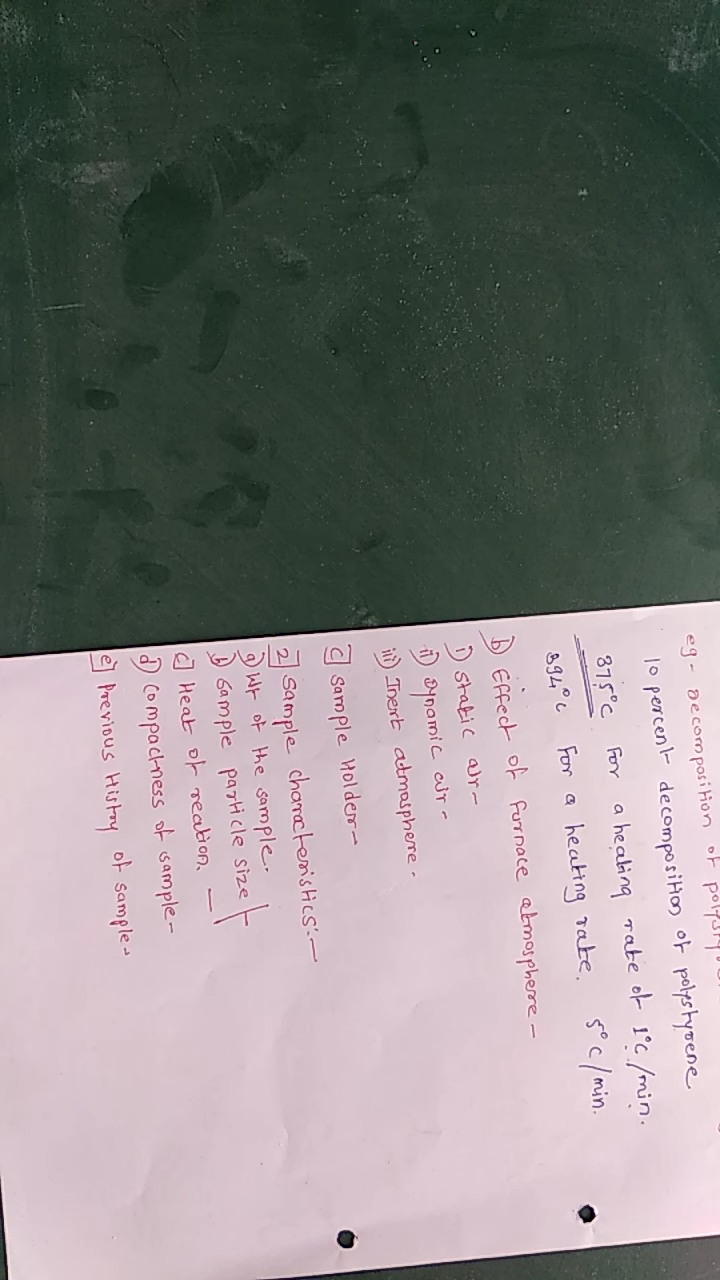 eg - decomposition of
10 percent decomposition of polystyrene
375°C For a heating rate of 1°C/min.
394°C For a heating rate. 5°C/min.
b) Effect of furnace atmosphere -
i) static air -
ii) Dynamic air -
iii) Inert atmosphere.
C] Sample Holder -
2] Sample characteristics:-
a) Wt of the sample.
b) Sample particle size
c] Heat of reation.
d) Compactness of sample -
e] Previous Histry of sample.